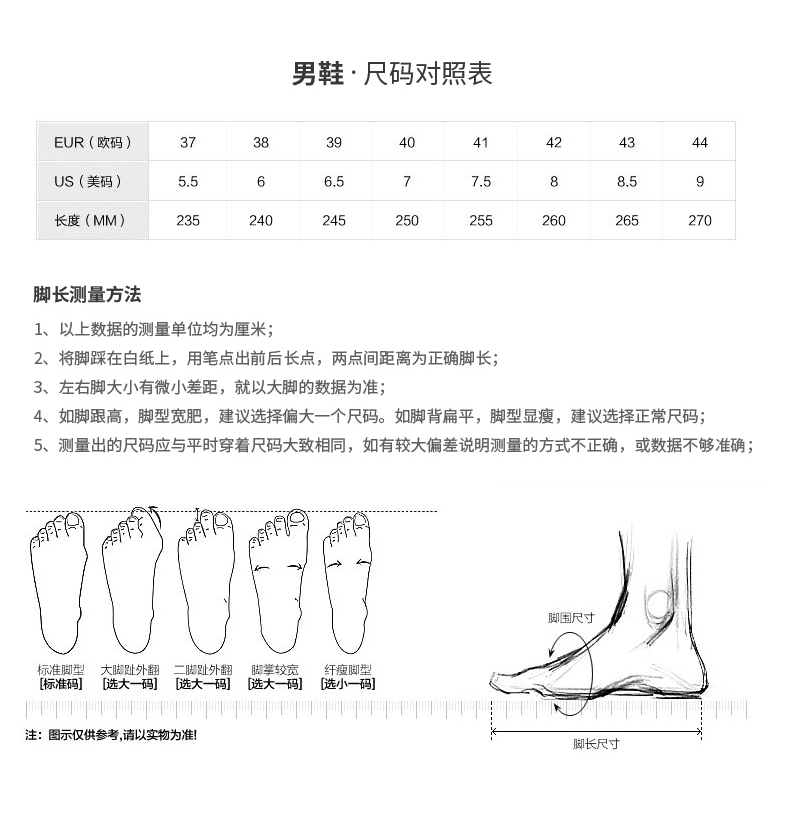 男鞋 · 尺码对照表
EUR（欧码） 37 38 39 40 41 42 43 44
US（美码） 5.5 6 6.5 7 7.5 8 8.5 9
长度（MM） 235 240 245 250 255 260 265 270
脚长测量方法
1、以上数据的测量单位均为厘米；
2、将脚踩在白纸上，用笔点出前后长点，两点间距离为正确脚长；
3、左右脚大小有微小差距，就以大脚的数据为准；
4、如脚跟高，脚型宽肥，建议选择偏大一个尺码。如脚背扁平，脚型显瘦，建议选择正常尺码；
5、测量出的尺码应与平时穿着尺码大致相同，如有较大偏差说明测量的方式不正确，或数据不够准确；
脚围尺寸
标准脚型 大脚趾外翻 二脚趾外翻 脚掌较宽 纤瘦脚型
[标准码] [选大一码] [选大一码] [选大一码] [选小一码]
注：图示仅供参考,请以实物为准!
脚长尺寸